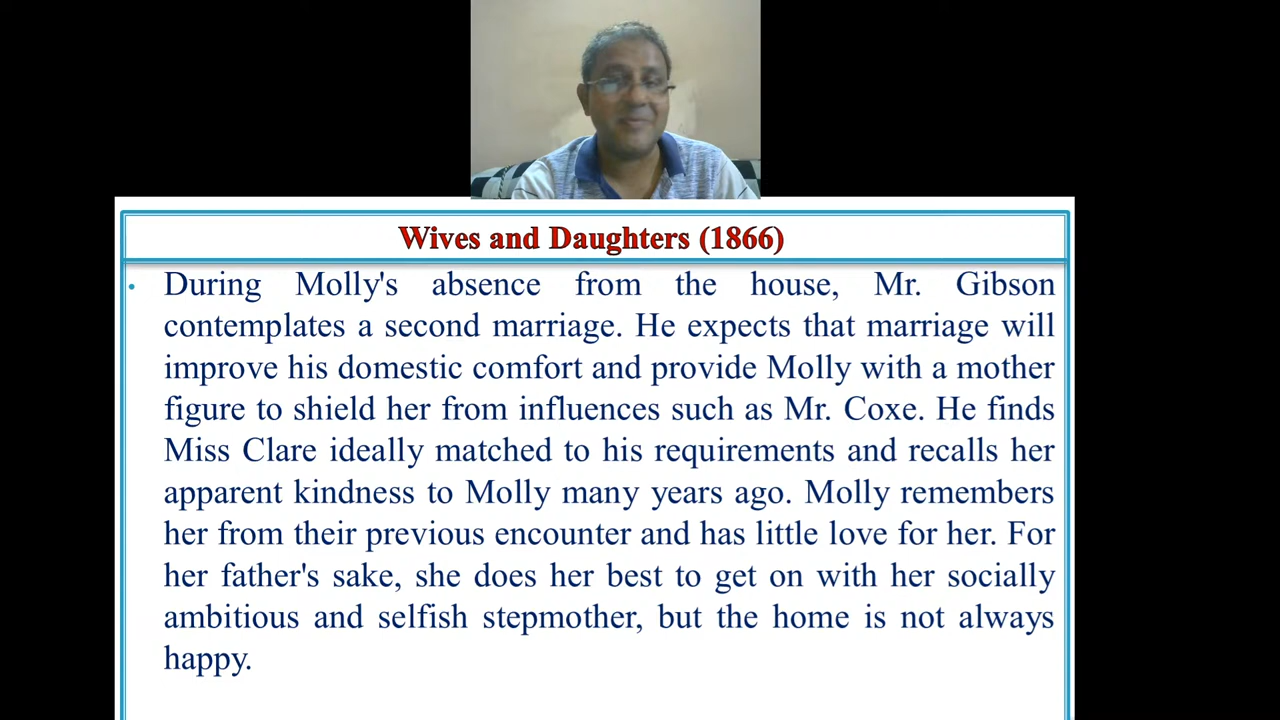 Wives and Daughters (1866)
• During Molly's absence from the house, Mr. Gibson
contemplates a second marriage. He expects that marriage will
improve his domestic comfort and provide Molly with a mother
figure to shield her from influences such as Mr. Coxe. He finds
Miss Clare ideally matched to his requirements and recalls her
apparent kindness to Molly many years ago. Molly remembers
her from their previous encounter and has little love for her. For
her father's sake, she does her best to get on with her socially
ambitious and selfish stepmother, but the home is not always
happy.